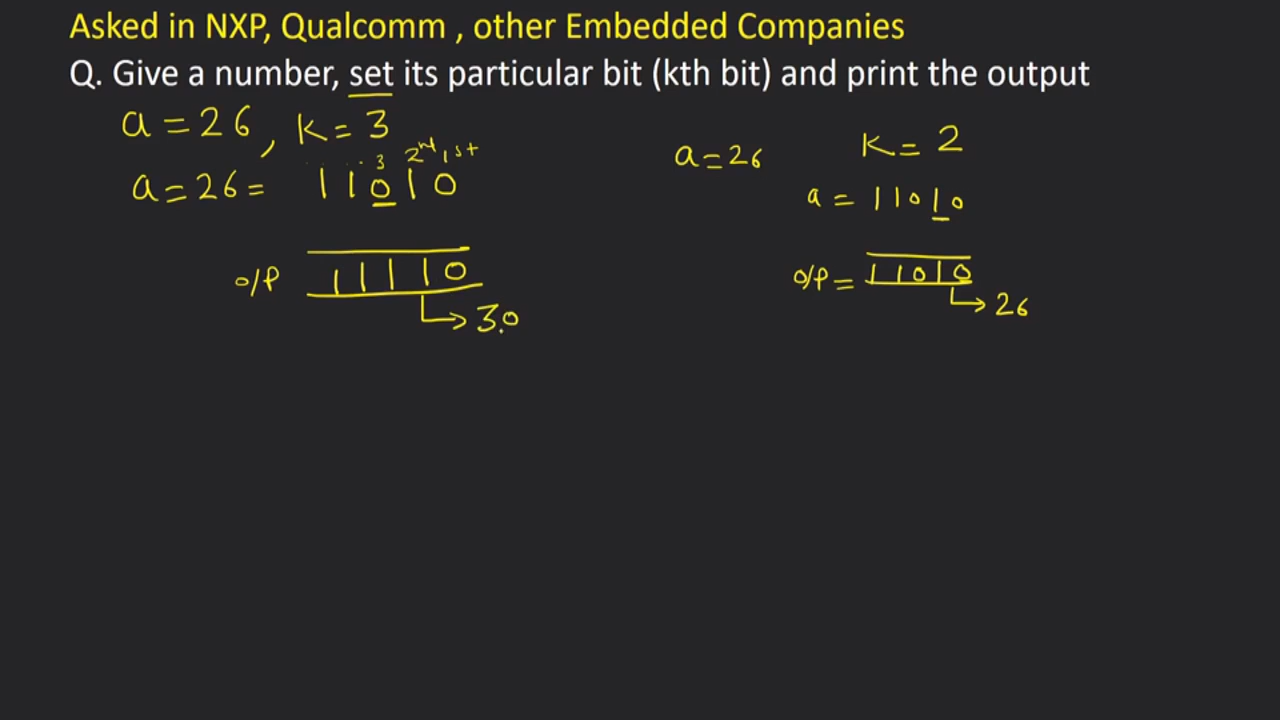 Asked in NXP, Qualcomm , other Embedded Companies
Q. Give a number, set its particular bit (kth bit) and print the output
a = 26 , K = 3
3 2nd 1st
a = 26 = 11010
O/P 11110
30
a = 26 K = 2
a = 11010
O/P = 11010
26